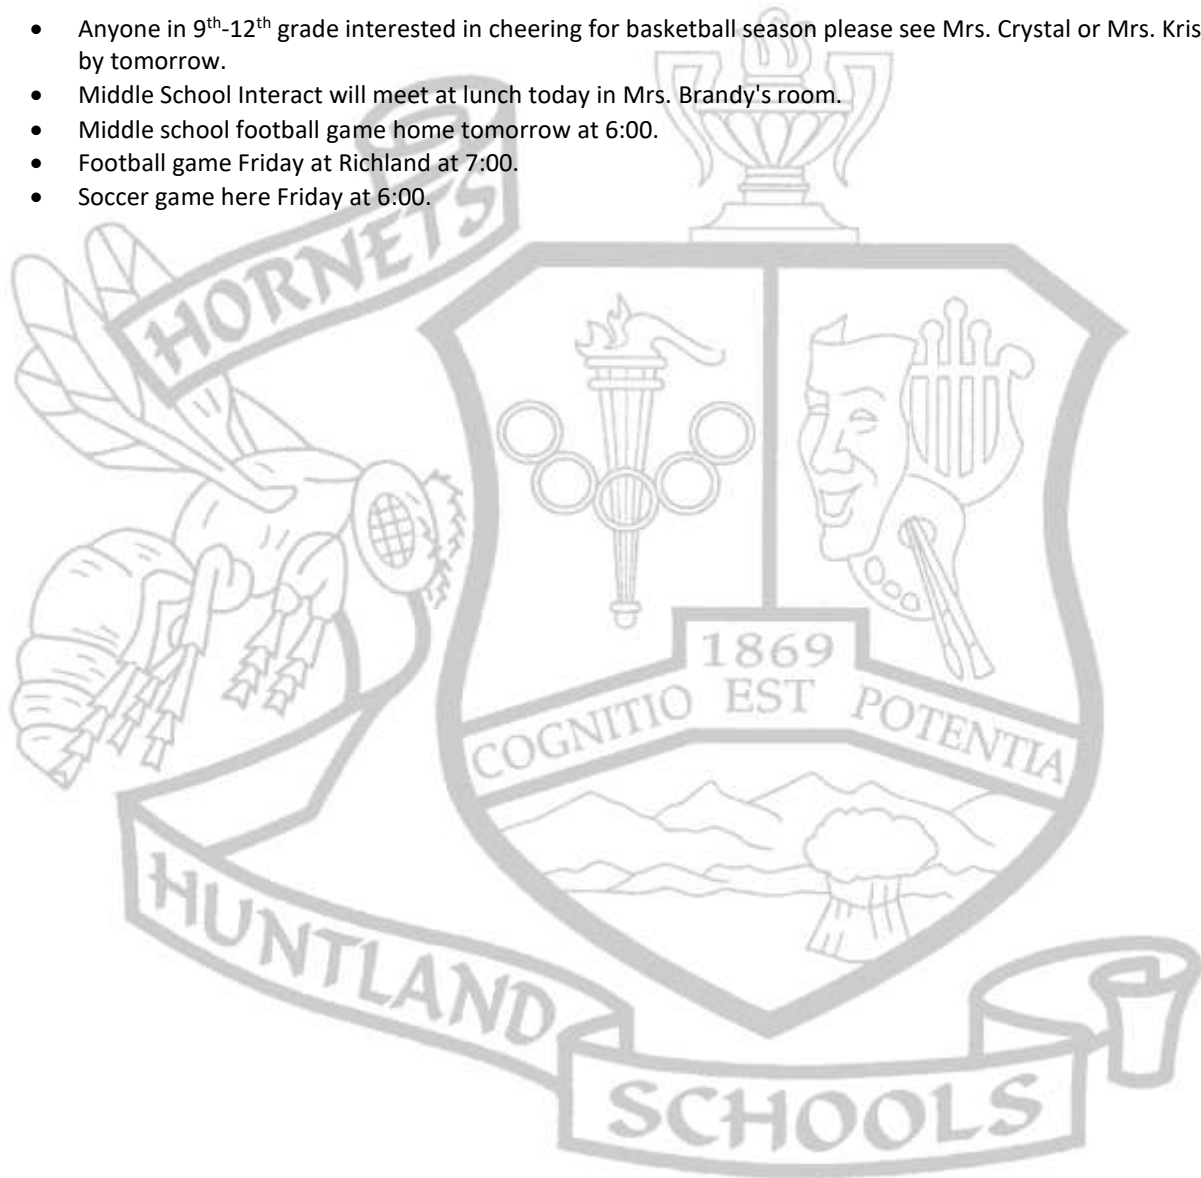 • Anyone in 9th-12th grade interested in cheering for basketball season please see Mrs. Crystal or Mrs. Kris
by tomorrow.
• Middle School Interact will meet at lunch today in Mrs. Brandy's room.
• Middle school football game home tomorrow at 6:00.
• Football game Friday at Richland at 7:00.
• Soccer game here Friday at 6:00.
HORNETS
1869
COGNITIO EST POTENTIA
HUNTLAND
SCHOOLS